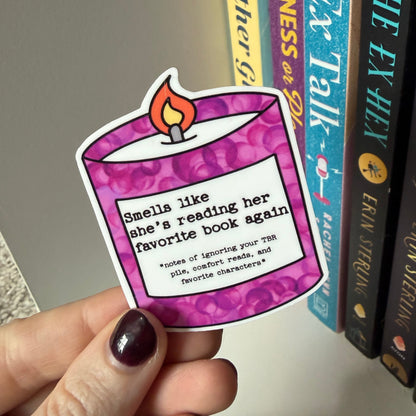 Smells like
she's reading her
favorite book again
*notes of ignoring your TBR
pile, comfort reads, and
favorite characters*
ther
NESS or
Ex Talk
RACHEL
THE EX HEX
ERIN STERLING
ERIN STERLING